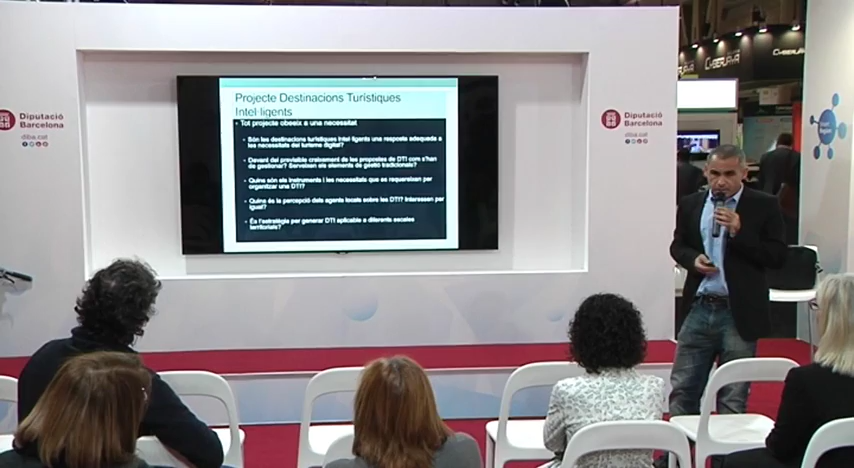 CYBERJAYA
CYBERJAYA
Projecte Destinacions Turístiques
Intel·ligents
• Tot projecte obeeix a una necessitat
• Són les destinacions turístiques intel·ligents una resposta adequada a
les necessitats del turisme digital?
• Devant del previsible creixement de les propostes de DTI com s'han
de gestionar? Serveixen els elements de gestió tradicionals?
• Quins són els instruments i les necessitats que es requereixen per
organitzar una DTI?
• Quina és la percepció dels agents locals sobre les DTI? Interessen per
igual?
• És l'estratègia per generar DTI aplicable a diferents escales
territorials?
Diputació
Barcelona
diba.cat
Diputació
Barcelona
diba.cat